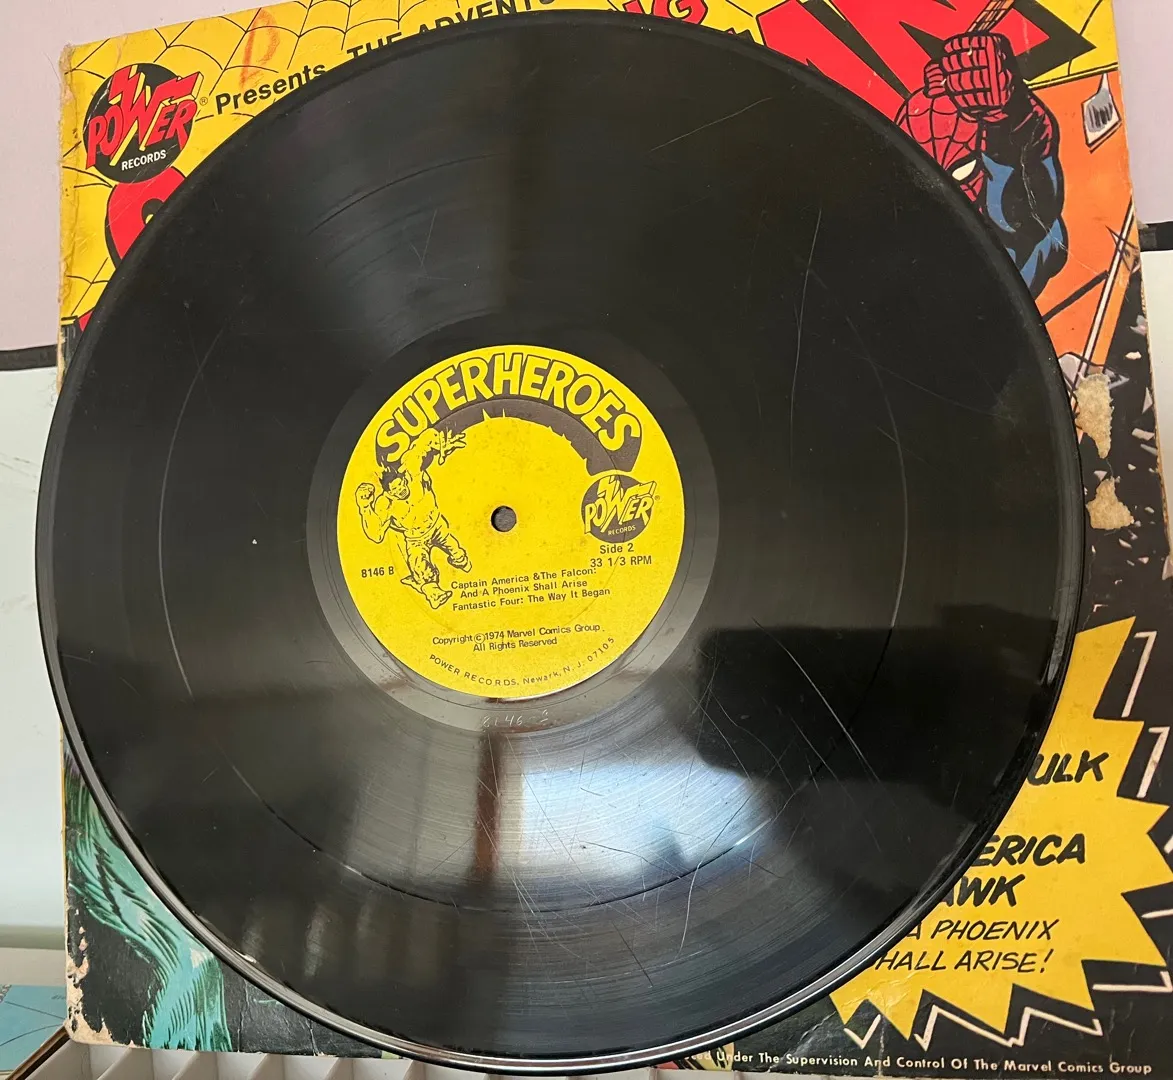 Presents THE ADVENTU
POWER
RECORDS
SUPERHEROES
POWER
RECORDS
Side 2
8146 B
33 1/3 RPM
Captain America &The Falcon:
And A Phoenix Shall Arise
Fantastic Four: The Way It Began
Copyright ©1974 Marvel Comics Group
All Rights Reserved
POWER RECORDS, Newark, N. J. 07105
8146
ULK
ERICA
AWK
A PHOENIX
HALL ARISE!
Under The Supervision And Control Of The Marvel Comics Group